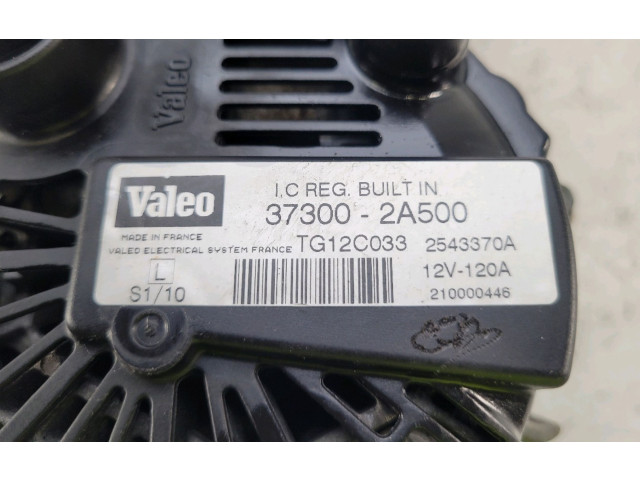 Valeo
Valeo
I.C REG. BUILT IN
37300 - 2A500
MADE IN FRANCE
VALEO ELECTRICAL SYSTEM FRANCE
TG12C033 2543370A
L
S1/10
12V-120A
210000446